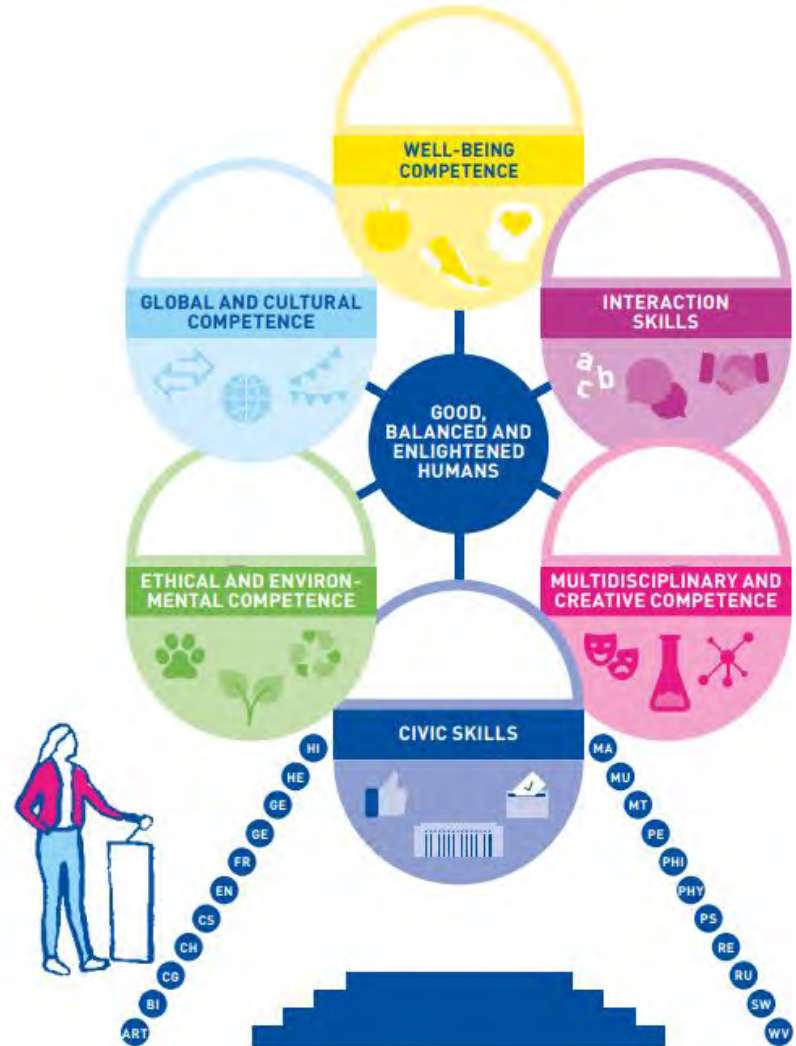 WELL-BEING
COMPETENCE
GLOBAL AND CULTURAL
COMPETENCE
INTERACTION
SKILLS
a
b
c
GOOD,
BALANCED AND
ENLIGHTENED
HUMANS
ETHICAL AND ENVIRON-
MENTAL COMPETENCE
MULTIDISCIPLINARY AND
CREATIVE COMPETENCE
CIVIC SKILLS
HI
HE
GE
GE
FR
EN
CS
CH
CG
BI
ART
MA
MU
MT
PE
PHI
PHY
PS
RE
RU
SW
WV